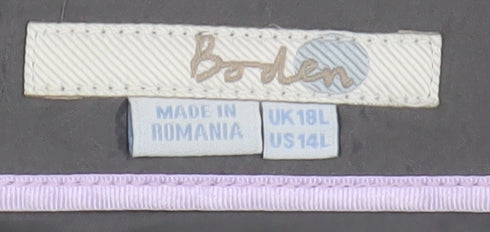 Boden
MADE IN
ROMANIA
UK18L
US14L